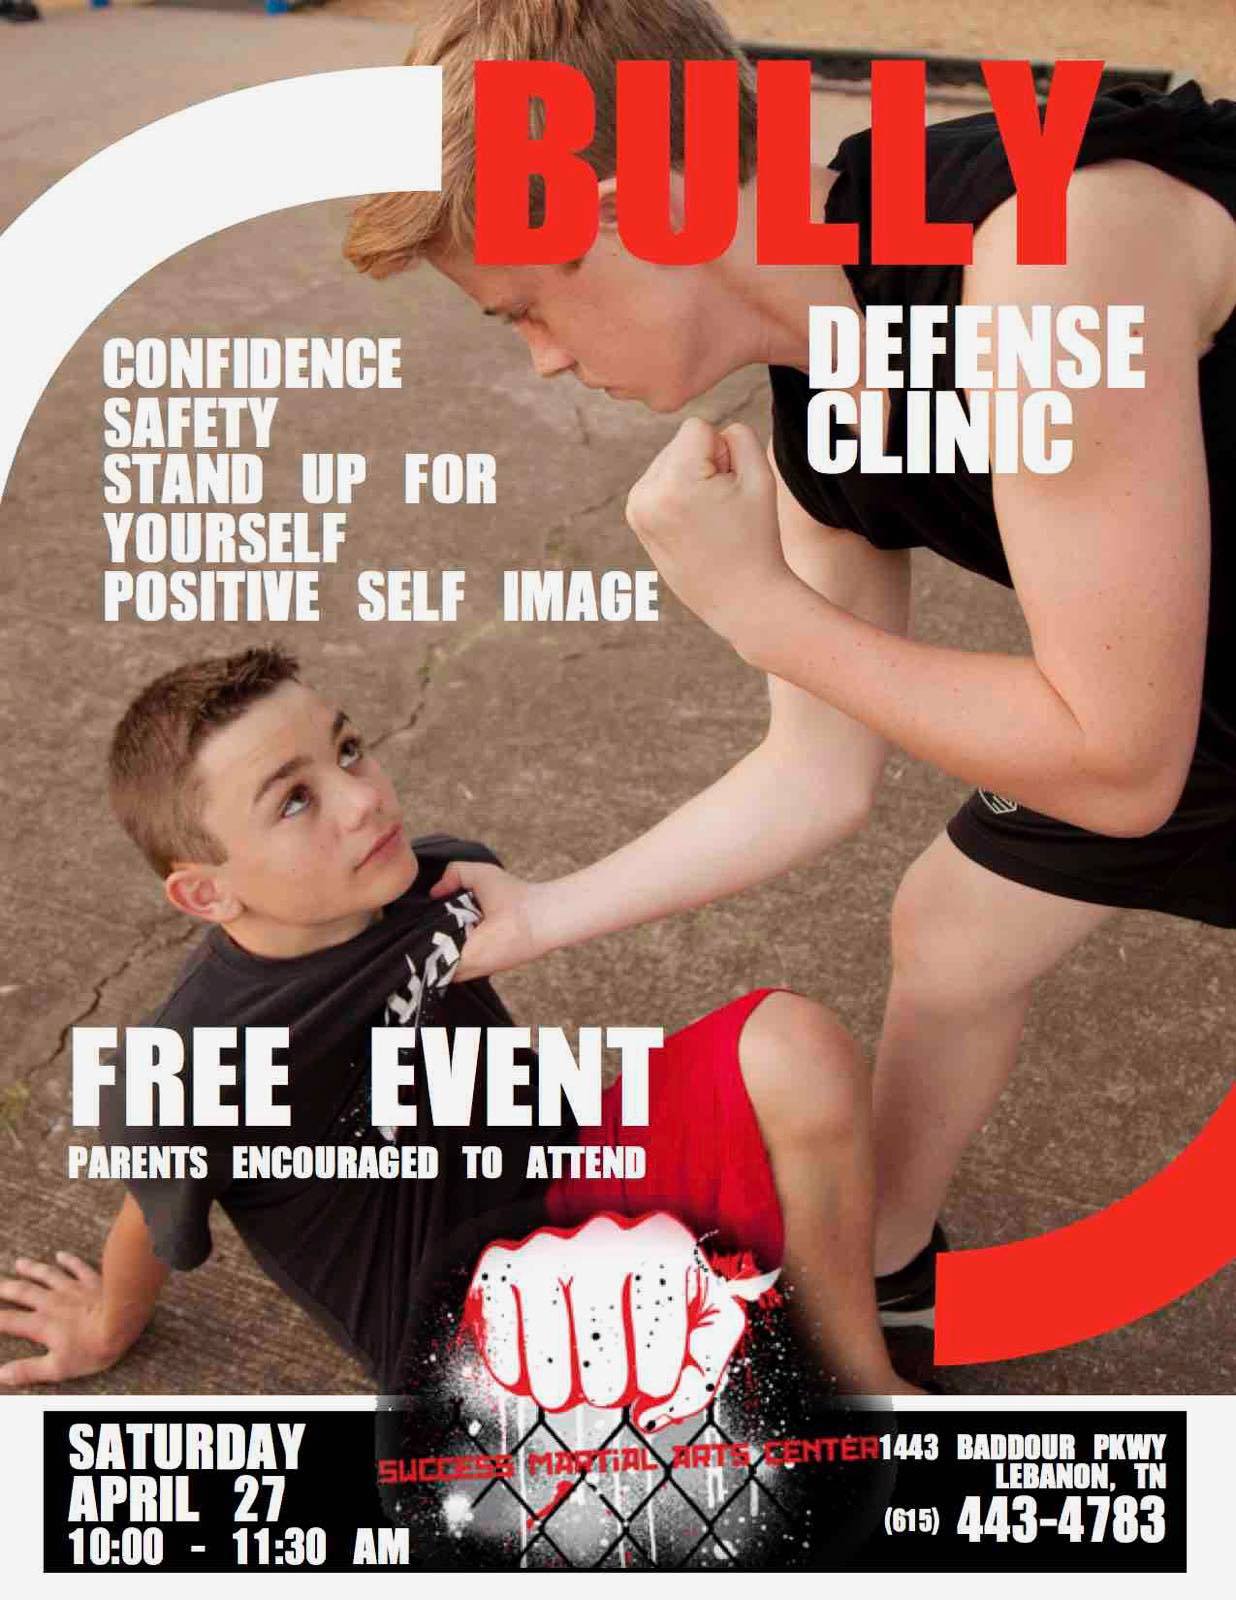 BULLY
DEFENSE
CLINIC
CONFIDENCE
SAFETY
STAND UP FOR
YOURSELF
POSITIVE SELF IMAGE
FREE EVENT
PARENTS ENCOURAGED TO ATTEND
SATURDAY
APRIL 27
10:00 - 11:30 AM
SUCCESS MARTIAL ARTS CENTER
1443 BADDOUR PKWY
LEBANON, TN
(615) 443-4783